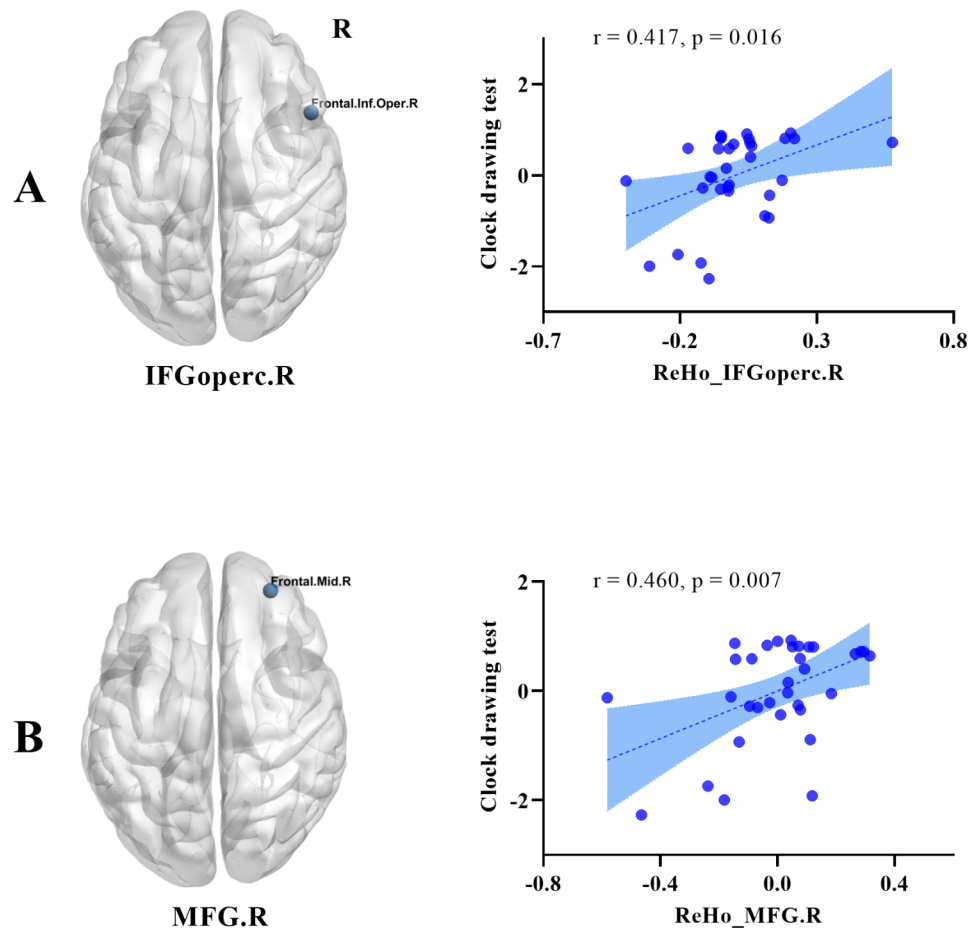 R
Frontal.Inf.Oper.R
A
IFGoperc.R
r = 0.417, p = 0.016
Clock drawing test
2
0
-2
-0.7 -0.2 0.3 0.8
ReHo_IFGoperc.R
Frontal.Mid.R
B
MFG.R
r = 0.460, p = 0.007
Clock drawing test
2
0
-2
-0.8 -0.4 0.0 0.4
ReHo_MFG.R